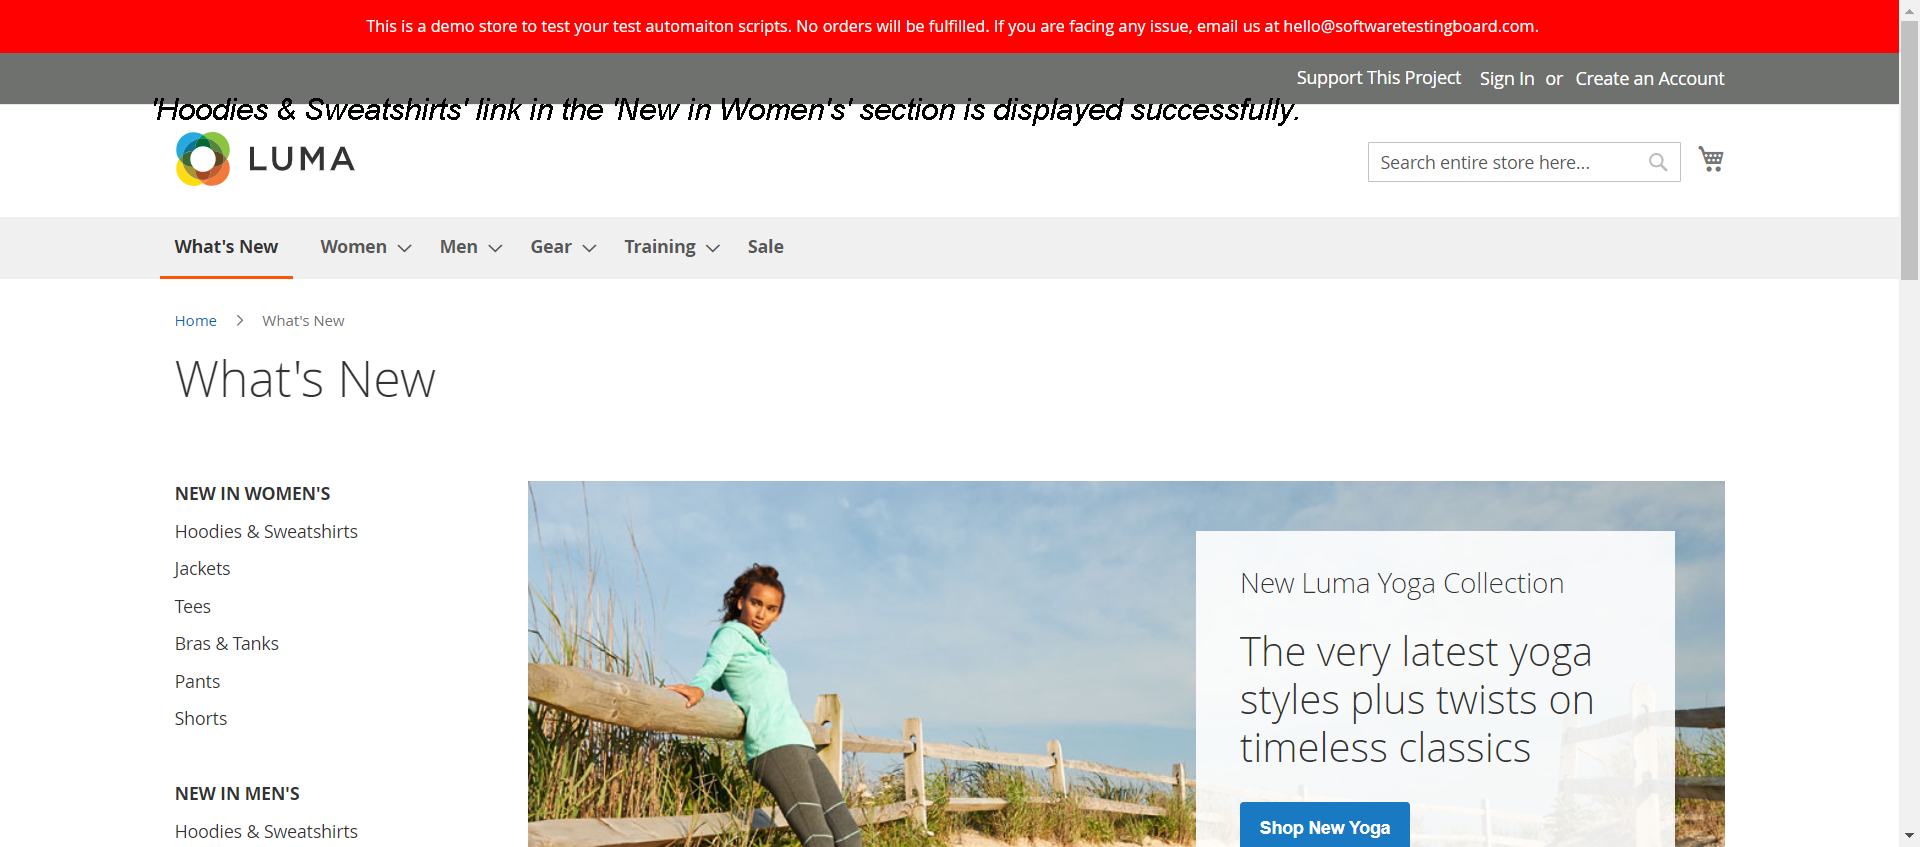 This is a demo store to test your test automaiton scripts. No orders will be fulfilled. If you are facing any issue, email us at hello@softwaretestingboard.com.
Support This Project Sign In or Create an Account
'Hoodies & Sweatshirts' link in the 'New in Women's' section is displayed successfully.
LUMA
Search entire store here...
What's New Women Men Gear Training Sale
Home What's New
What's New
NEW IN WOMEN'S
Hoodies & Sweatshirts
Jackets
Tees
Bras & Tanks
Pants
Shorts
NEW IN MEN'S
Hoodies & Sweatshirts
New Luma Yoga Collection
The very latest yoga
styles plus twists on
timeless classics
Shop New Yoga